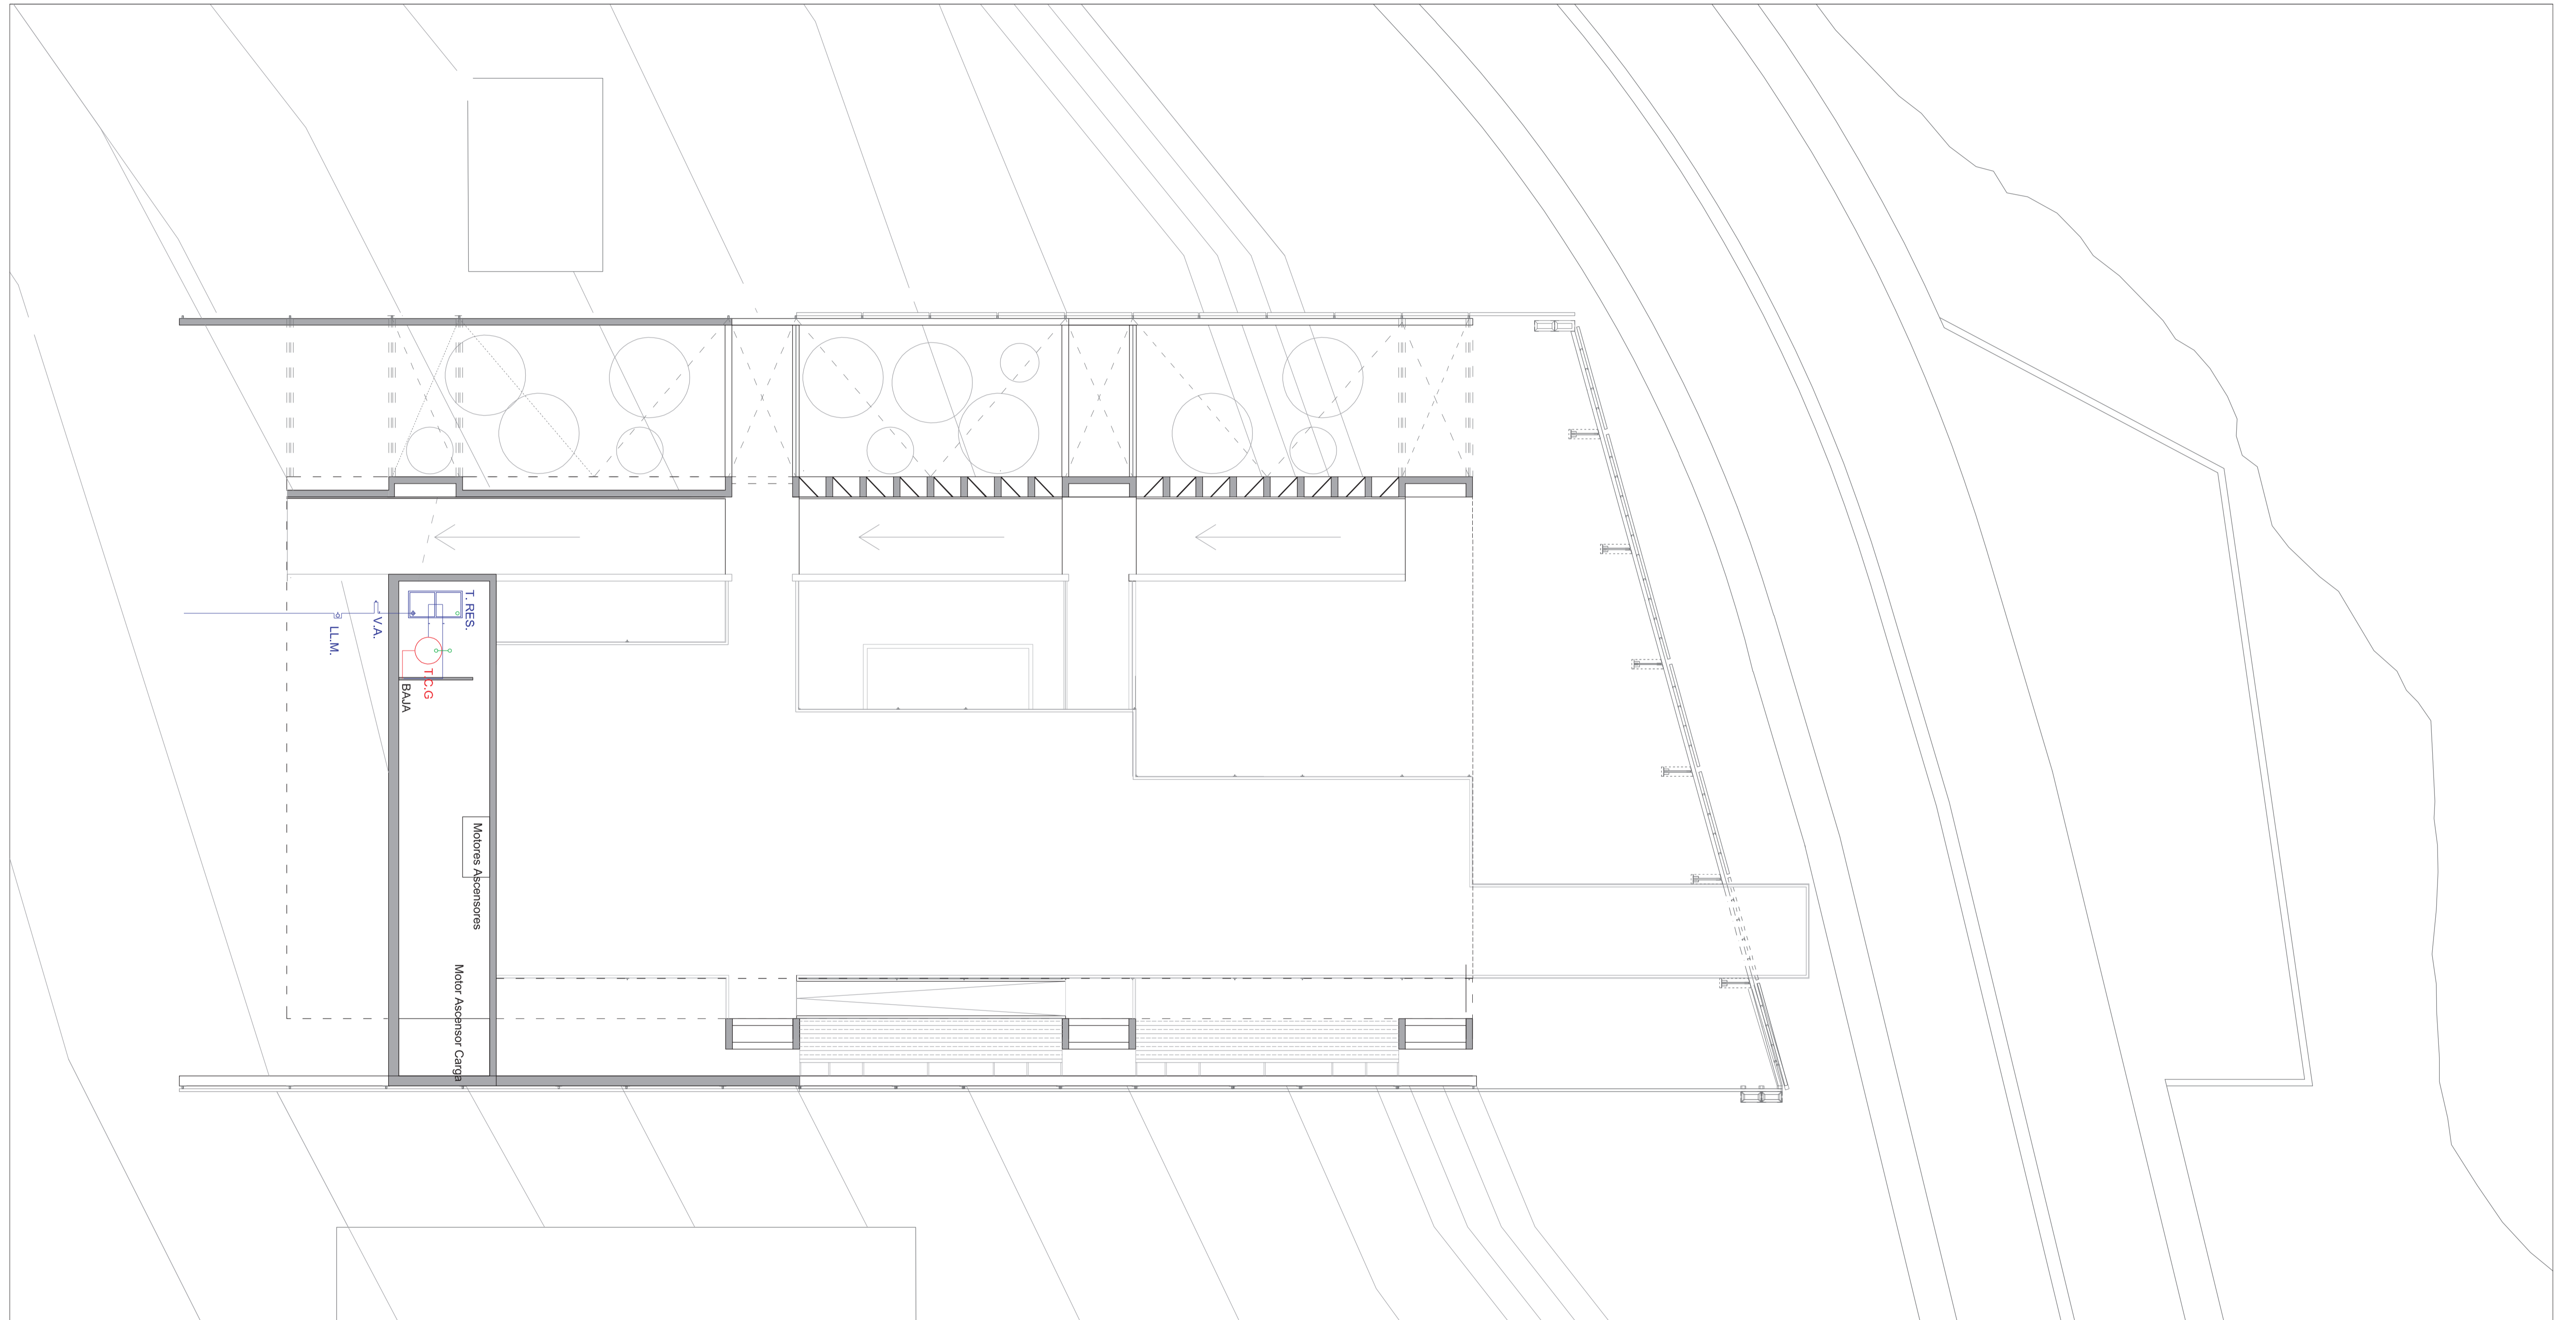 T. RES.
V.A.
LL.M.
T.C.G
BAJA
Motores Ascensores
Motor Ascensor Carga